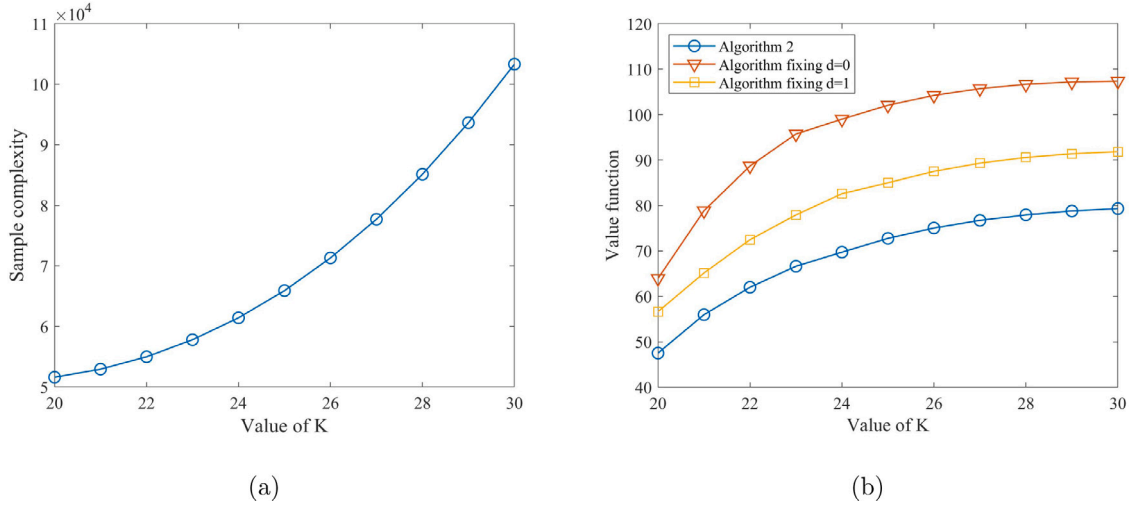 ×10⁴
11
10
9
8
7
6
5
20 22 24 26 28 30
Sample complexity
Value of K
(a)
120
110
100
90
80
70
60
50
40
20 22 24 26 28 30
Value function
Value of K
Algorithm 2
Algorithm fixing d=0
Algorithm fixing d=1
(b)